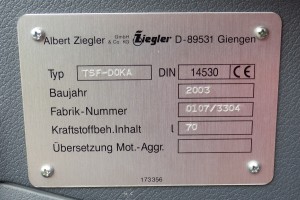 Albert Ziegler GmbH & Co. KG Ziegler D-89531 Giengen
Typ TSF-DOKA DIN 14530 CE
Baujahr 2003
Fabrik-Nummer 0107/3304
Kraftstoffbeh.Inhalt l 70
Übersetzung Mot.-Aggr.
173356